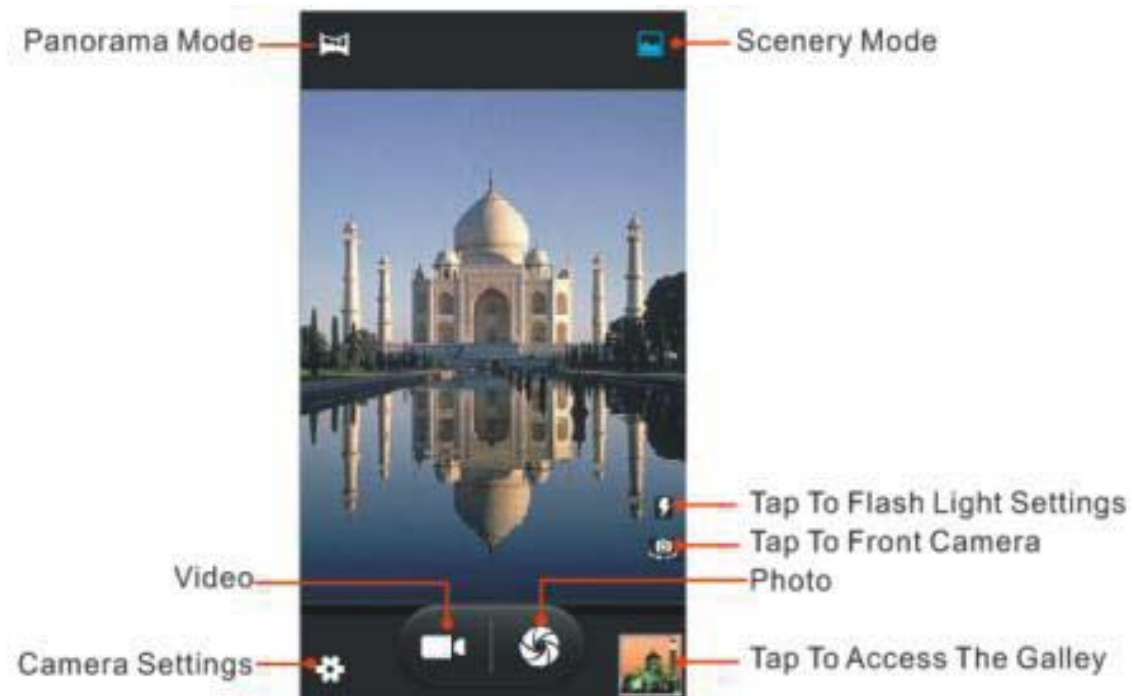 Panorama Mode
Scenery Mode
Tap To Flash Light Settings
Tap To Front Camera
Video
Photo
Camera Settings
Tap To Access The Galley